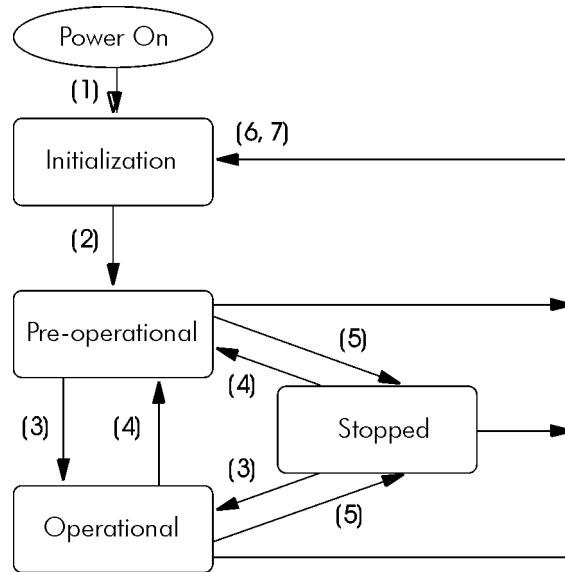 Power On
(1)
Initialization
(6, 7)
(2)
Pre-operational
(5)
(4)
Stopped
(3)
(4)
(3)
Operational
(5)